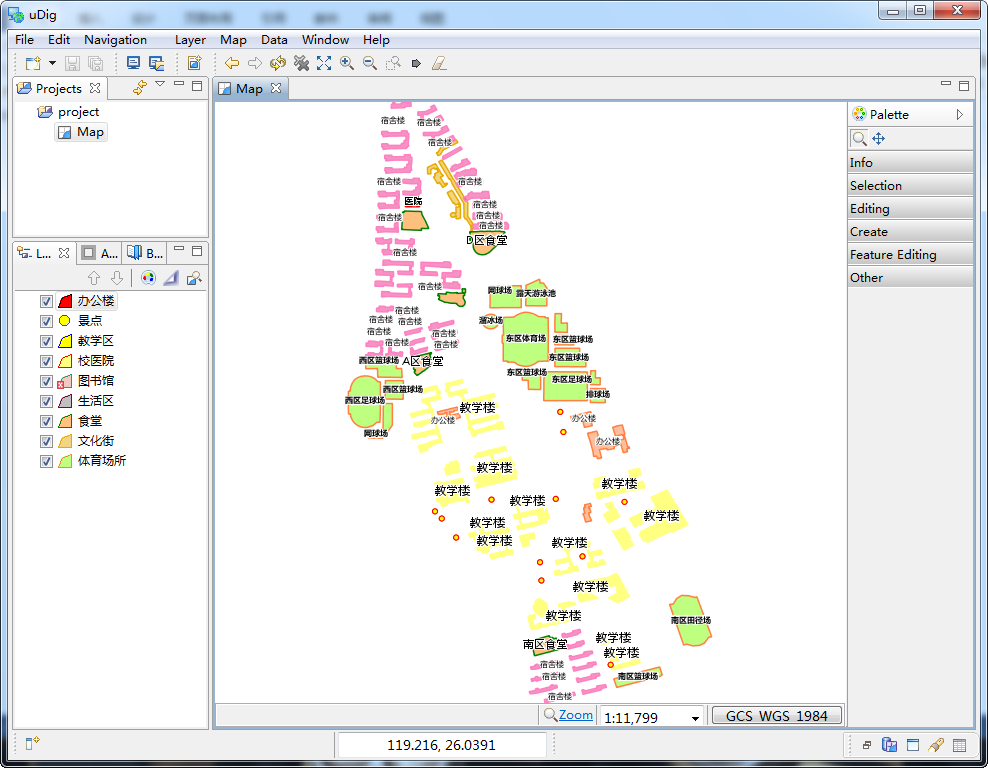 uDig
File Edit Navigation Layer Map Data Window Help
Projects
project
Map
L... A... B...
办公楼
景点
教学区
校医院
图书馆
生活区
食堂
文化街
体育场所
Map
宿舍楼
宿舍楼
宿舍楼
宿舍楼
宿舍楼
医院
宿舍楼
宿舍楼
宿舍楼
宿舍楼
D区食堂
宿舍楼
宿舍楼
网球场
露天游泳池
宿舍楼
宿舍楼
宿舍楼
溜冰场
宿舍楼
宿舍楼
宿舍楼
宿舍楼
东区体育场
东区篮球场
西区篮球场
A区食堂
东区篮球场
东区篮球场
东区足球场
西区篮球场
排球场
西区足球场
教学楼
办公楼
办公楼
网球场
办公楼
教学楼
教学楼
教学楼
教学楼
教学楼
教学楼
教学楼
教学楼
教学楼
教学楼
南区田径场
南区食堂
教学楼
教学楼
宿舍楼
宿舍楼
南区篮球场
宿舍楼
Palette
Info
Selection
Editing
Create
Feature Editing
Other
Zoom
1:11,799
GCS_WGS_1984
119.216, 26.0391